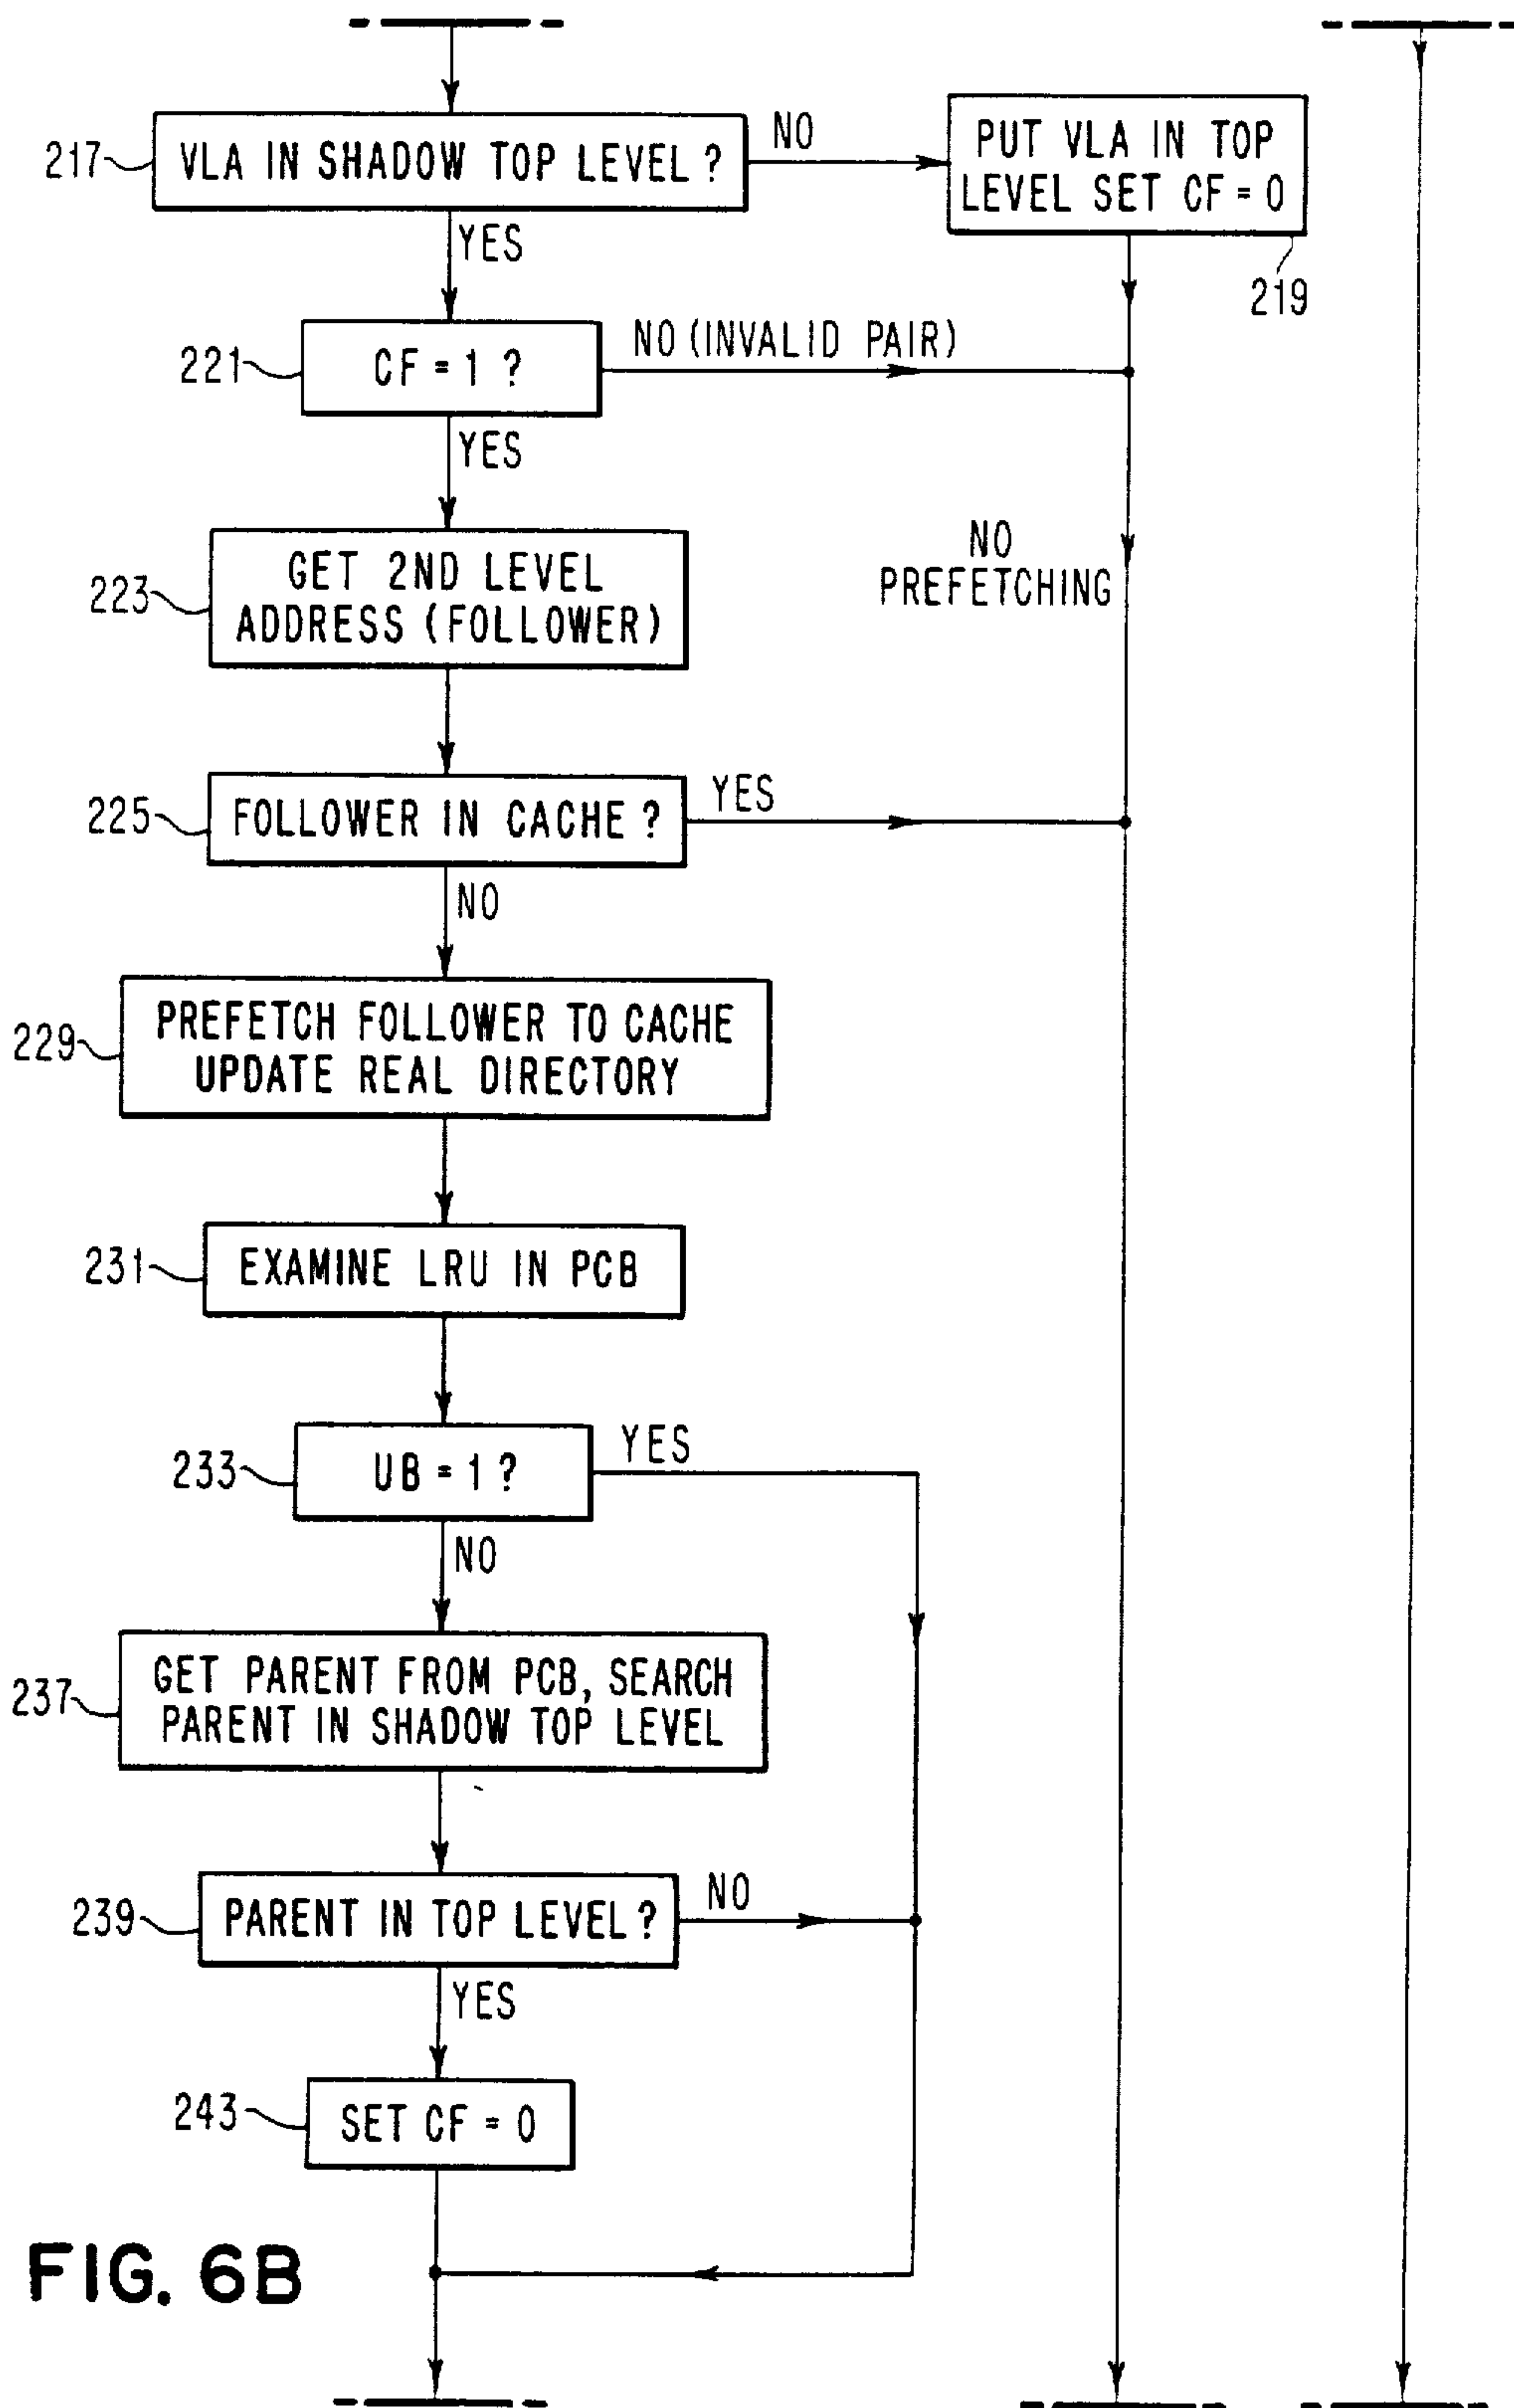 217
VLA IN SHADOW TOP LEVEL ?
NO
PUT VLA IN TOP
LEVEL SET CF = 0
219
YES
221
CF = 1 ?
NO (INVALID PAIR)
YES
223
GET 2ND LEVEL
ADDRESS (FOLLOWER)
NO
PREFETCHING
225
FOLLOWER IN CACHE ?
YES
NO
229
PREFETCH FOLLOWER TO CACHE
UPDATE REAL DIRECTORY
231
EXAMINE LRU IN PCB
233
UB = 1 ?
YES
NO
237
GET PARENT FROM PCB, SEARCH
PARENT IN SHADOW TOP LEVEL
239
PARENT IN TOP LEVEL ?
NO
YES
243
SET CF = 0
FIG. 6B